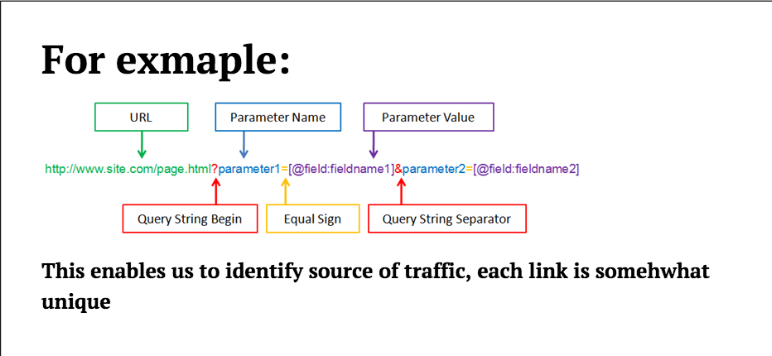 For exmaple:
URL
Parameter Name
Parameter Value
http://www.site.com/page.html?parameter1=[@field:fieldname1]&parameter2=[@field:fieldname2]
Query String Begin
Equal Sign
Query String Separator
This enables us to identify source of traffic, each link is somehwhat
unique